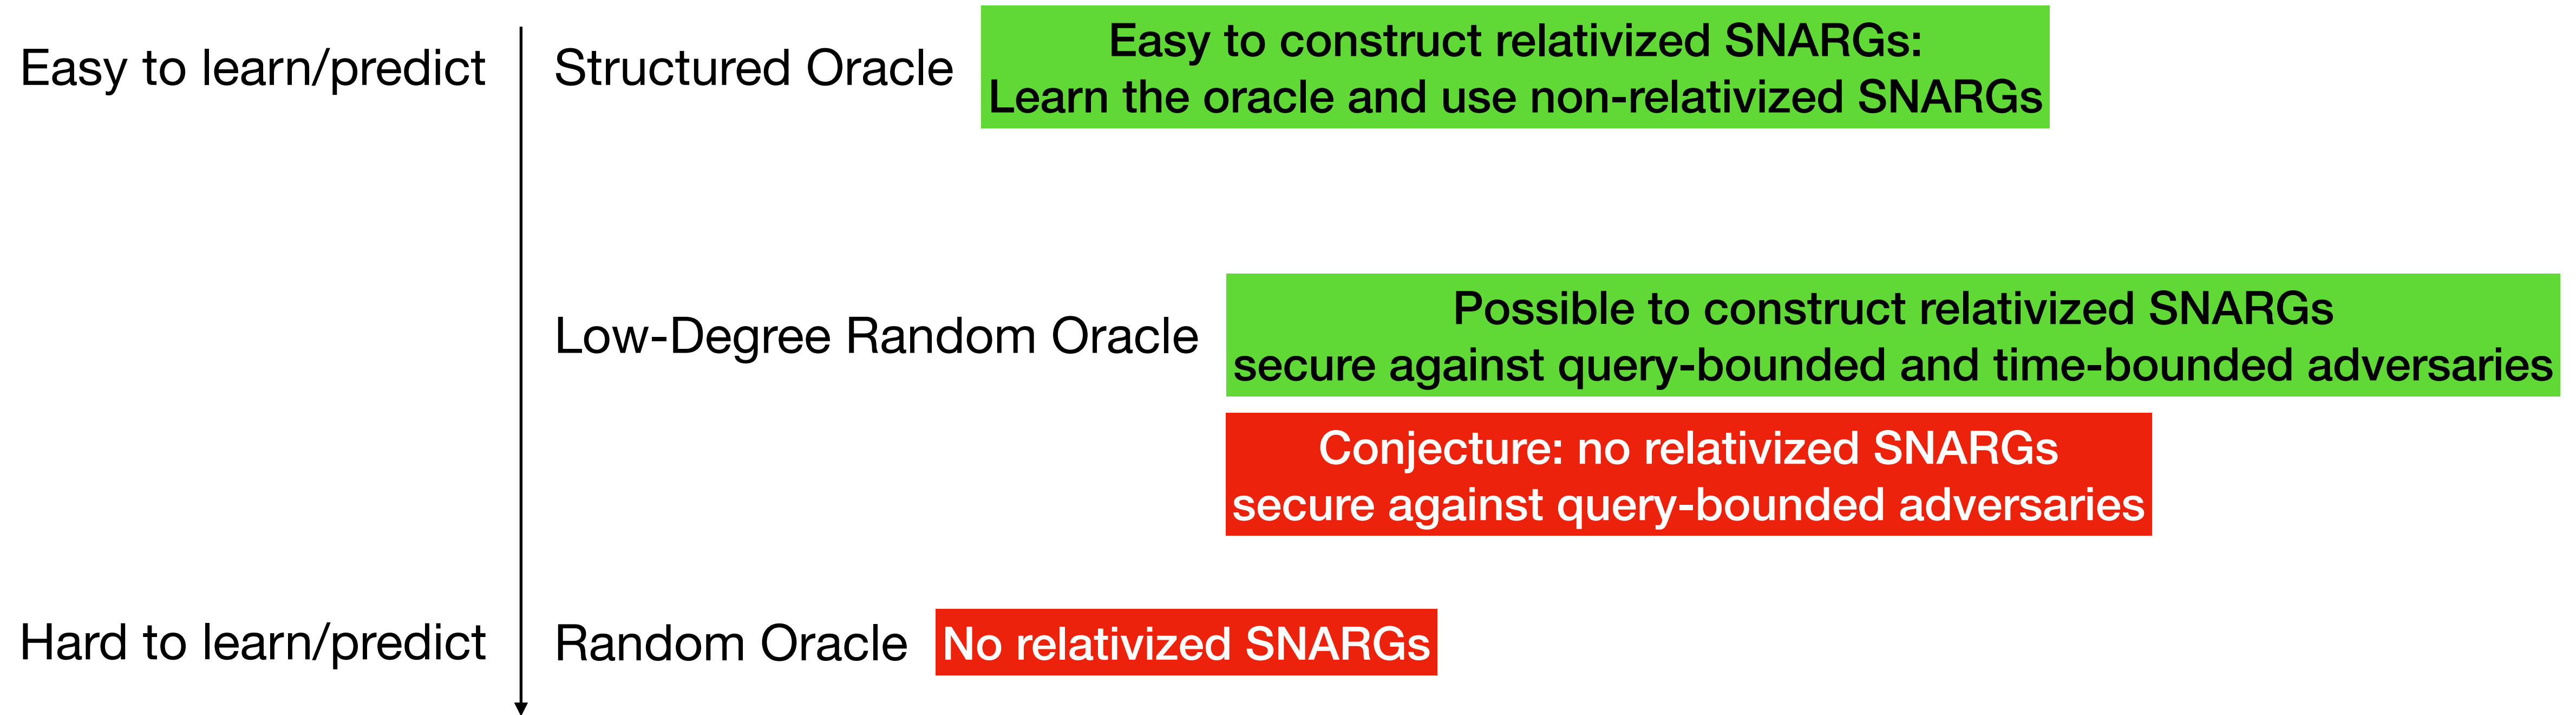 Easy to learn/predict
Structured Oracle
Easy to construct relativized SNARGs:
Learn the oracle and use non-relativized SNARGs
Low-Degree Random Oracle
Possible to construct relativized SNARGs
secure against query-bounded and time-bounded adversaries
Conjecture: no relativized SNARGs
secure against query-bounded adversaries
Hard to learn/predict
Random Oracle
No relativized SNARGs